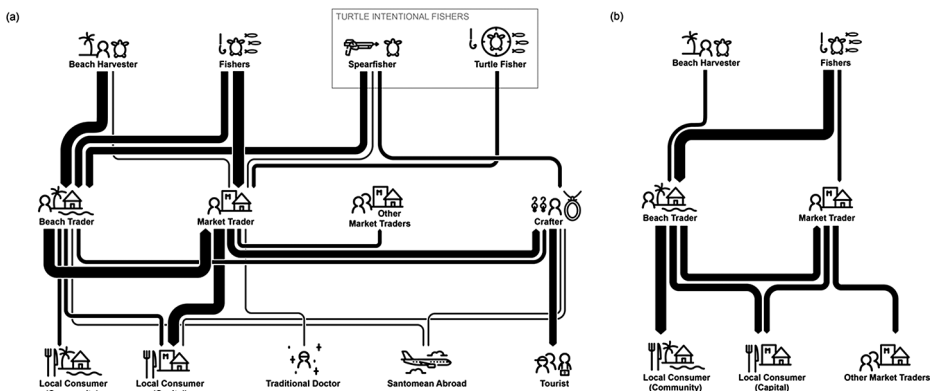 (a)
TURTLE INTENTIONAL FISHERS
Beach Harvester
Fishers
Spearfisher
Turtle Fisher
Beach Trader
M
Market Trader
M
Other
Market Traders
Crafter
Local Consumer
M
Local Consumer
(Capital)
Traditional Doctor
Santomean Abroad
Tourist
(b)
Beach Harvester
Fishers
Beach Trader
M
Market Trader
Local Consumer
(Community)
M
Local Consumer
(Capital)
M
Other Market Traders